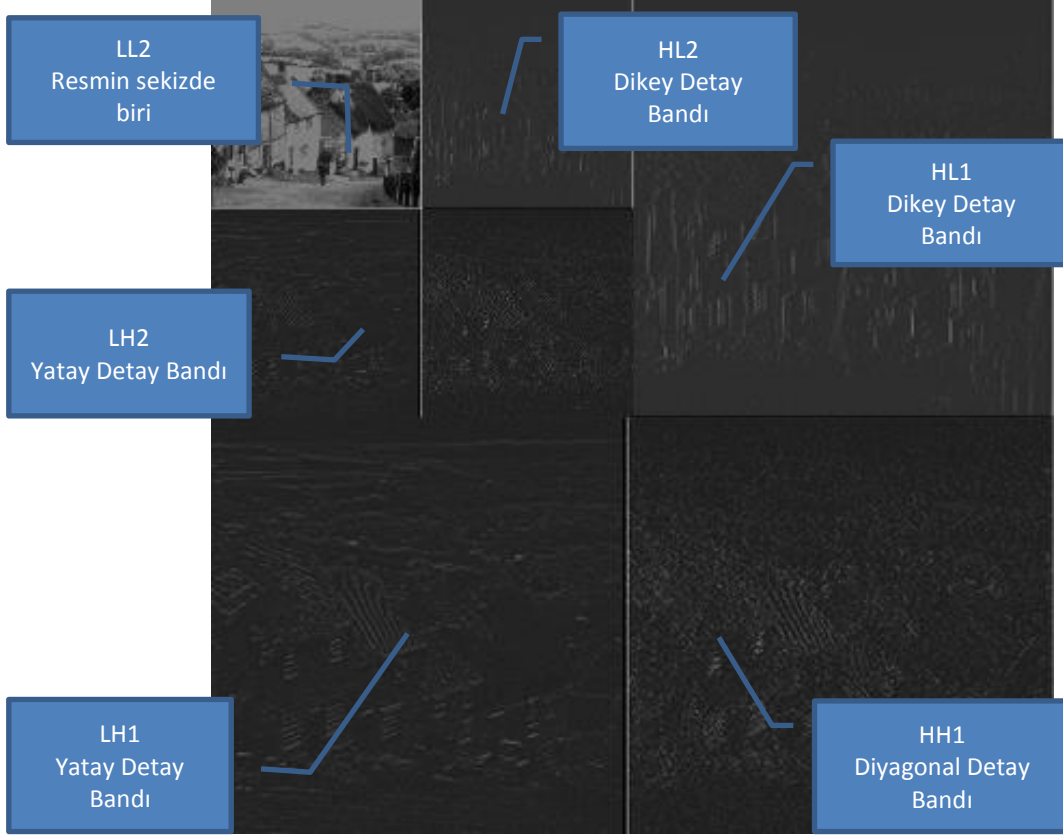 LL2
Resmin sekizde
biri
HL2
Dikey Detay
Bandı
HL1
Dikey Detay
Bandı
LH2
Yatay Detay Bandı
LH1
Yatay Detay
Bandı
HH1
Diyagonal Detay
Bandı